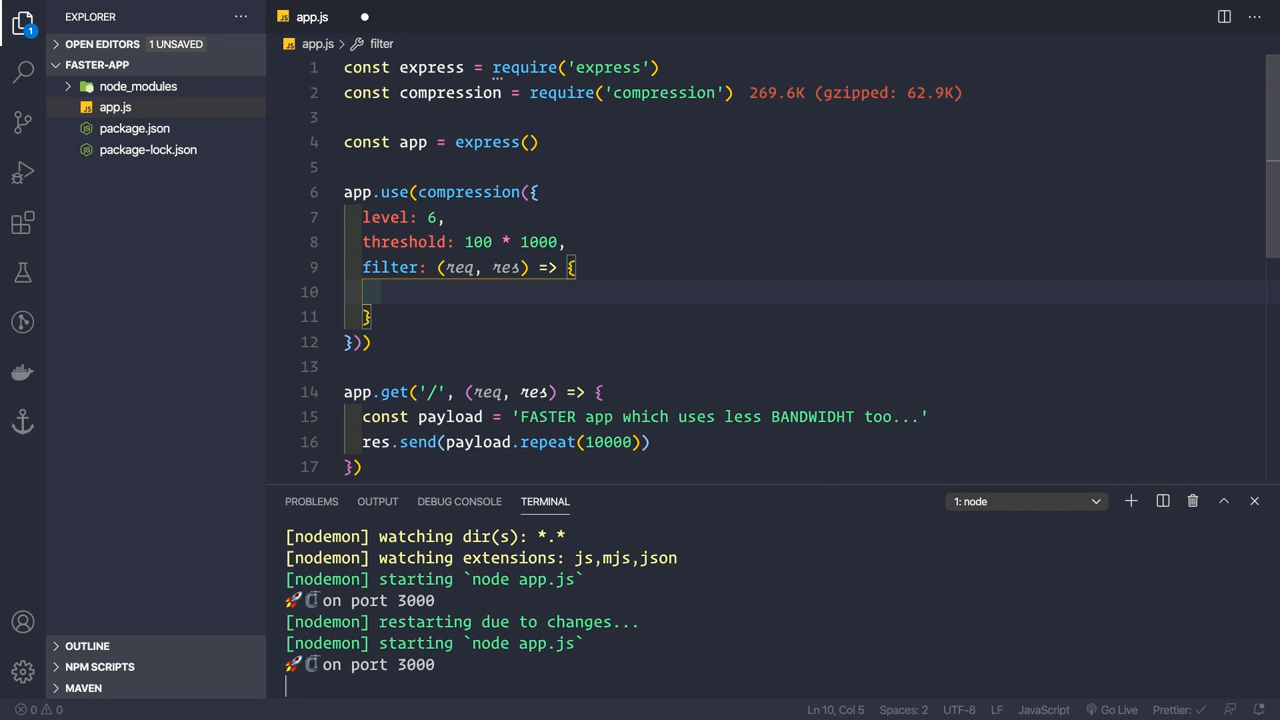 EXPLORER
app.js
1
OPEN EDITORS 1 UNSAVED
app.js filter
FASTER-APP
node_modules
app.js
package.json
package-lock.json
1 const express = require('express')
2 const compression = require('compression') 269.6K (gzipped: 62.9K)
3
4 const app = express()
5
6 app.use(compression({
7 level: 6,
8 threshold: 100 * 1000,
9 filter: (req, res) => {
10
11 }
12 }))
13
14 app.get('/', (req, res) => {
15 const payload = 'FASTER app which uses less BANDWIDHT too...'
16 res.send(payload.repeat(10000))
17 })
PROBLEMS OUTPUT DEBUG CONSOLE TERMINAL 1: node
[nodemon] watching dir(s): *.*
[nodemon] watching extensions: js,mjs,json
[nodemon] starting `node app.js`
🚀🗜️on port 3000
[nodemon] restarting due to changes...
[nodemon] starting `node app.js`
🚀🗜️on port 3000
OUTLINE
NPM SCRIPTS
MAVEN
0 0 Ln 10, Col 5 Spaces: 2 UTF-8 LF JavaScript Go Live Prettier: ✓